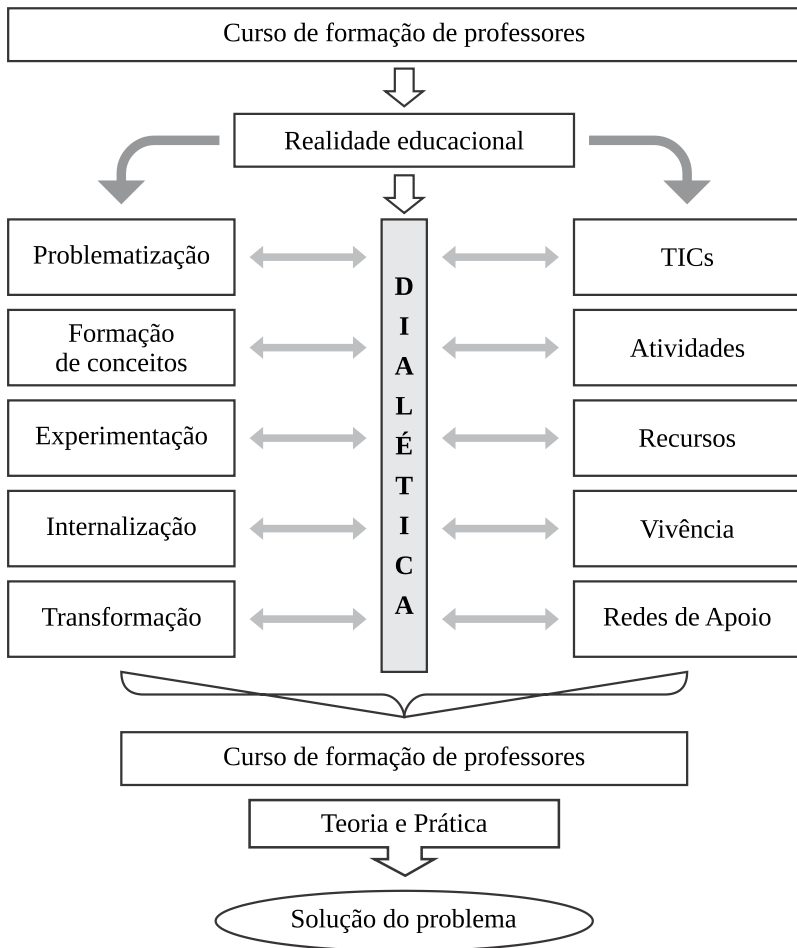 Curso de formação de professores
Realidade educacional
Problematização
TICs
Formação
de conceitos
Atividades
Experimentação
Recursos
Internalização
Vivência
Transformação
Redes de Apoio
D
I
A
L
É
T
I
C
A
Curso de formação de professores
Teoria e Prática
Solução do problema